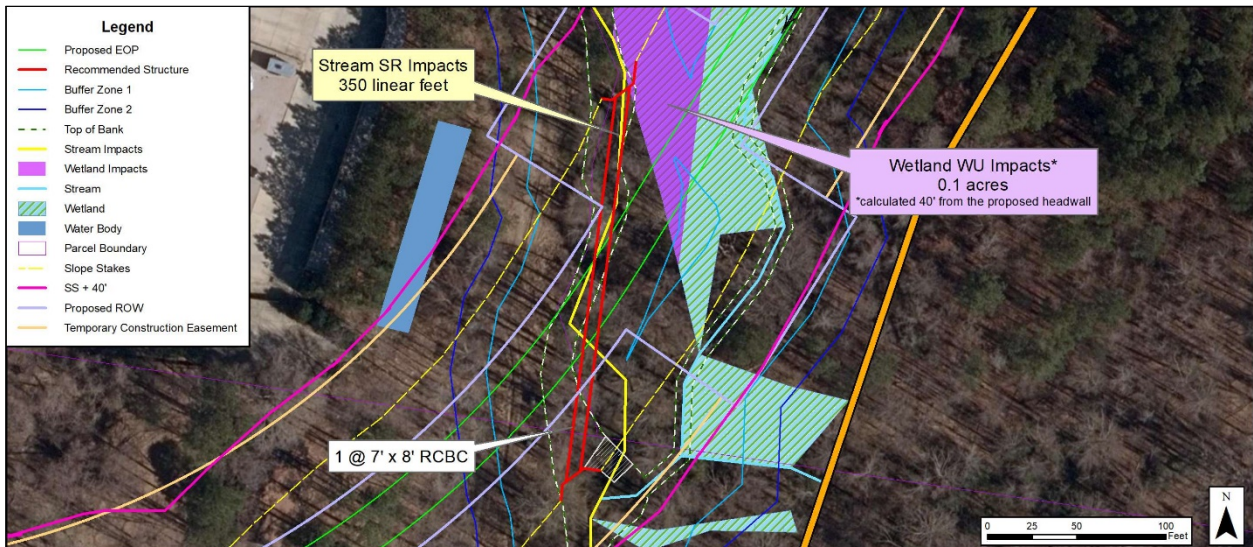 Legend
Proposed EOP
Recommended Structure
Buffer Zone 1
Buffer Zone 2
Top of Bank
Stream Impacts
Wetland Impacts
Stream
Wetland
Water Body
Parcel Boundary
Slope Stakes
SS + 40'
Proposed ROW
Temporary Construction Easement
Stream SR Impacts
350 linear feet
Wetland WU Impacts*
0.1 acres
*calculated 40' from the proposed headwall
1 @ 7' x 8' RCBC
N
0 25 50 100
Feet